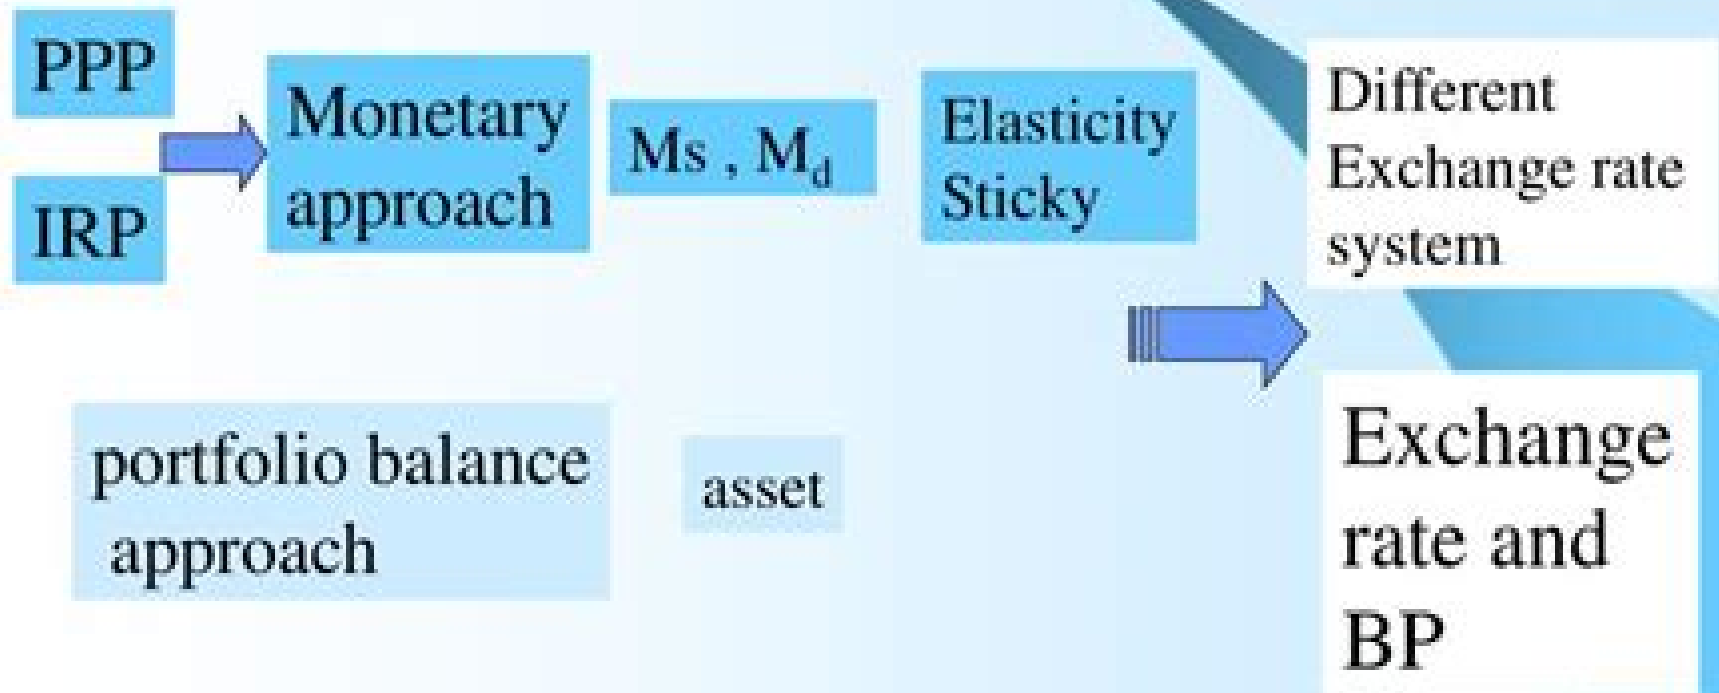 PPP
IRP
Monetary
approach
Ms , Md
Elasticity
Sticky
Different
Exchange rate
system
portfolio balance
approach
asset
Exchange
rate and
BP